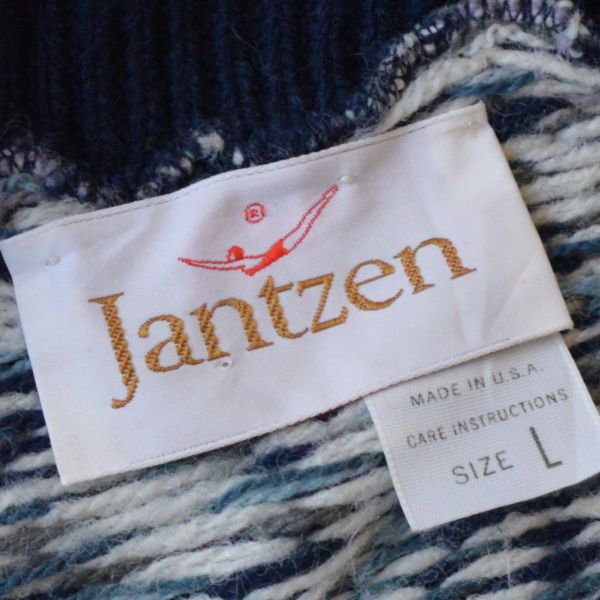 ®
Jantzen
MADE IN U.S.A.
CARE INSTRUCTIONS
SIZE L